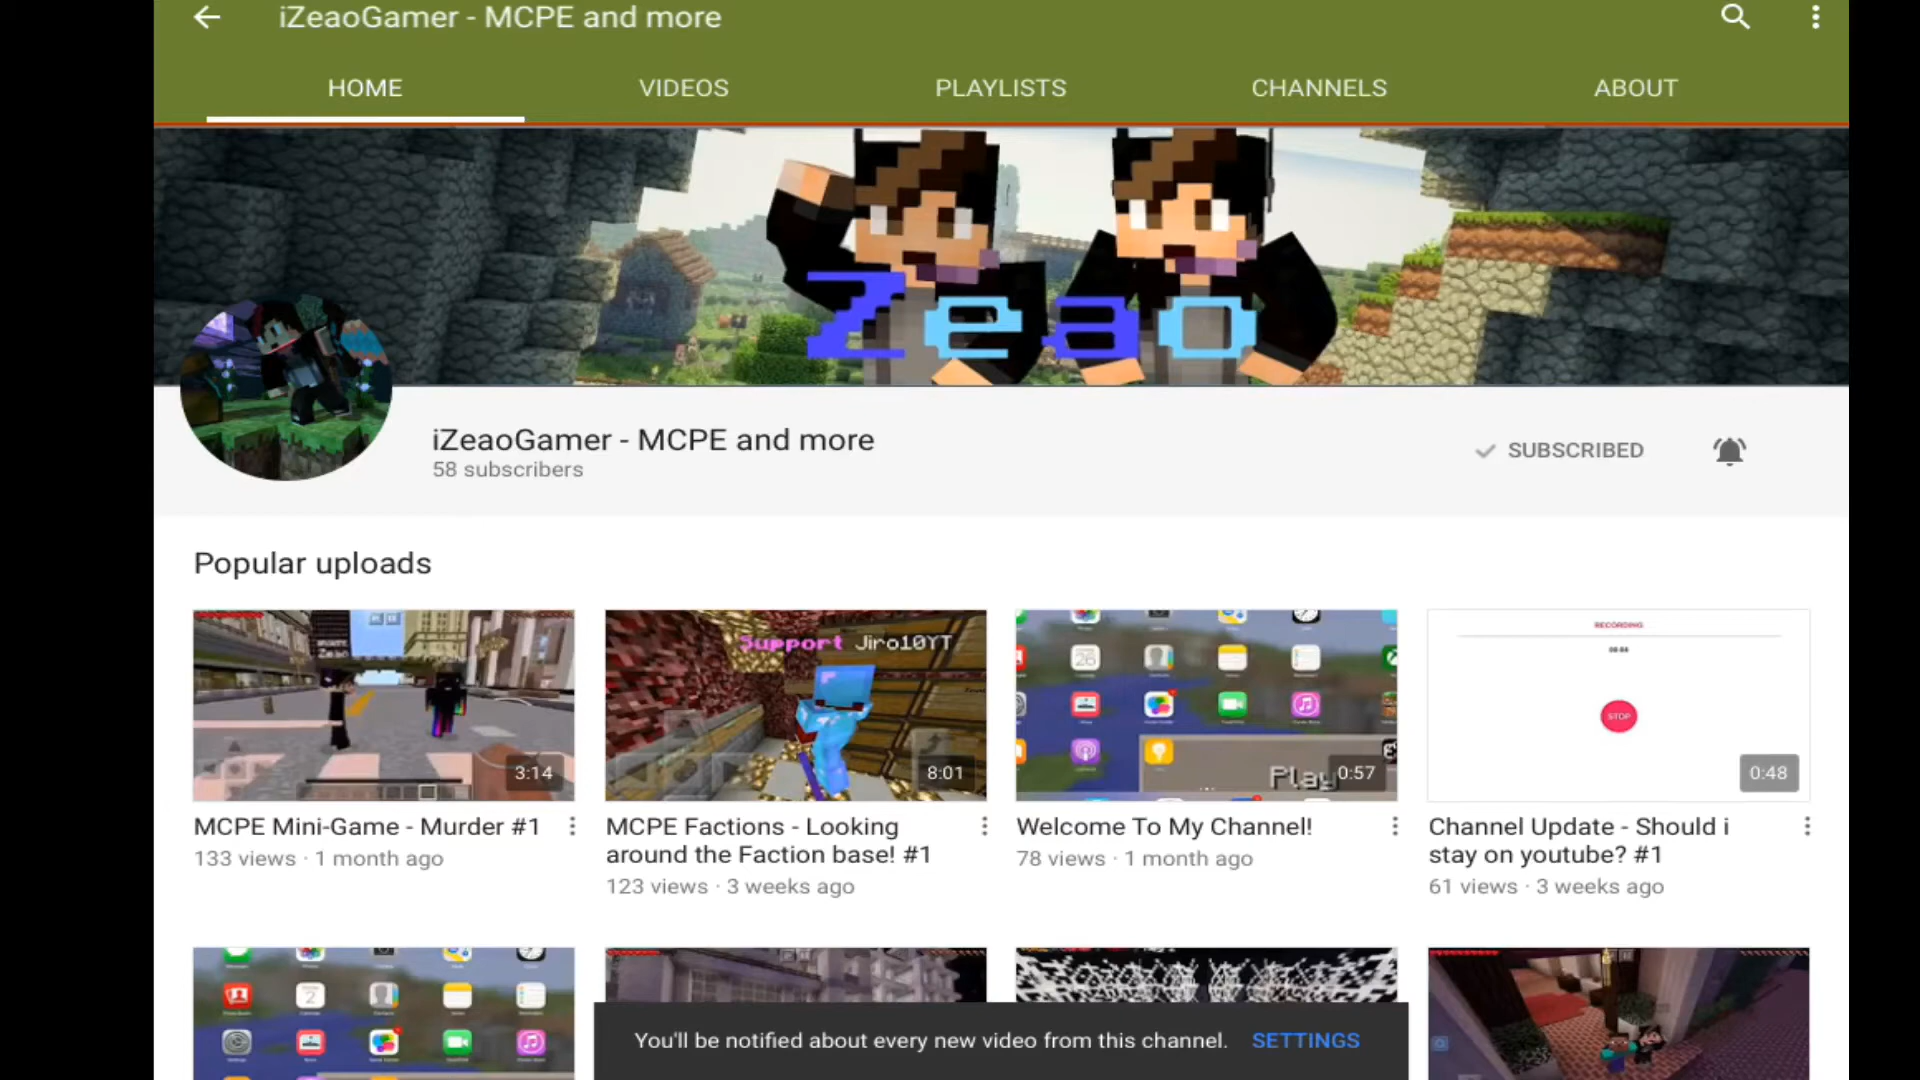 iZeaoGamer - MCPE and more
HOME VIDEOS PLAYLISTS CHANNELS ABOUT
Zeao
iZeaoGamer - MCPE and more
58 subscribers
SUBSCRIBED
Popular uploads
Support Jiro10YT
RECORDING
STOP
Zeao
26
Play
3:14
8:01
0:57
0:48
MCPE Mini-Game - Murder #1
133 views · 1 month ago
MCPE Factions - Looking
around the Faction base! #1
123 views · 3 weeks ago
Welcome To My Channel!
78 views · 1 month ago
Channel Update - Should i
stay on youtube? #1
61 views · 3 weeks ago
2
You'll be notified about every new video from this channel. SETTINGS